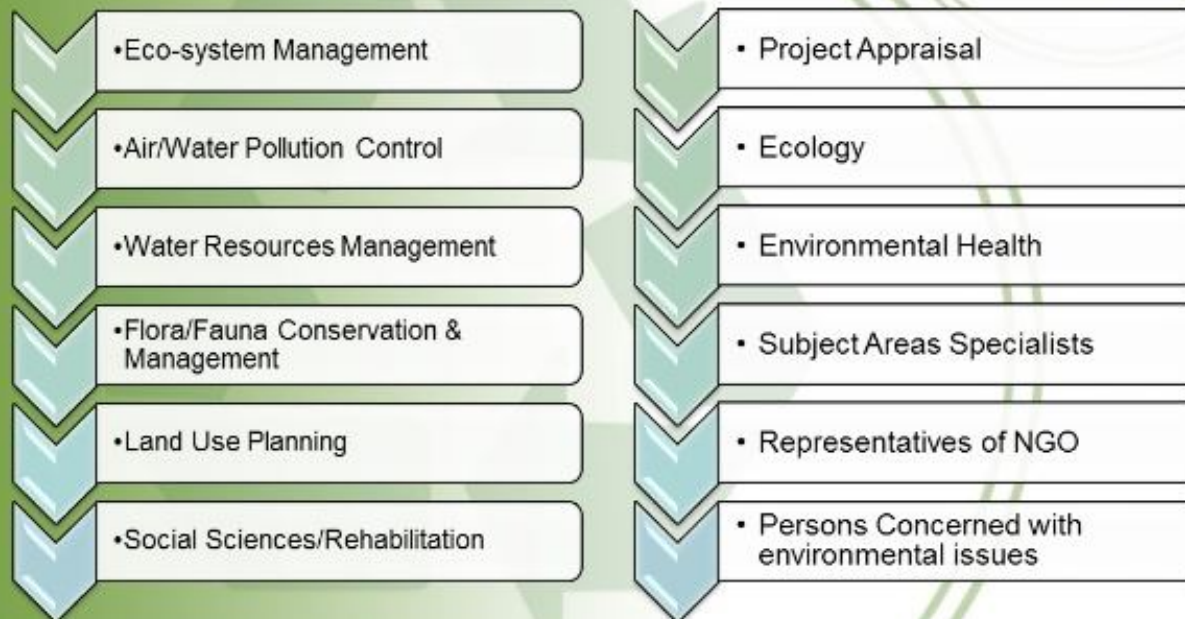 •Eco-system Management
•Air/Water Pollution Control
•Water Resources Management
•Flora/Fauna Conservation &
Management
•Land Use Planning
•Social Sciences/Rehabilitation
• Project Appraisal
• Ecology
• Environmental Health
• Subject Areas Specialists
• Representatives of NGO
• Persons Concerned with
environmental issues